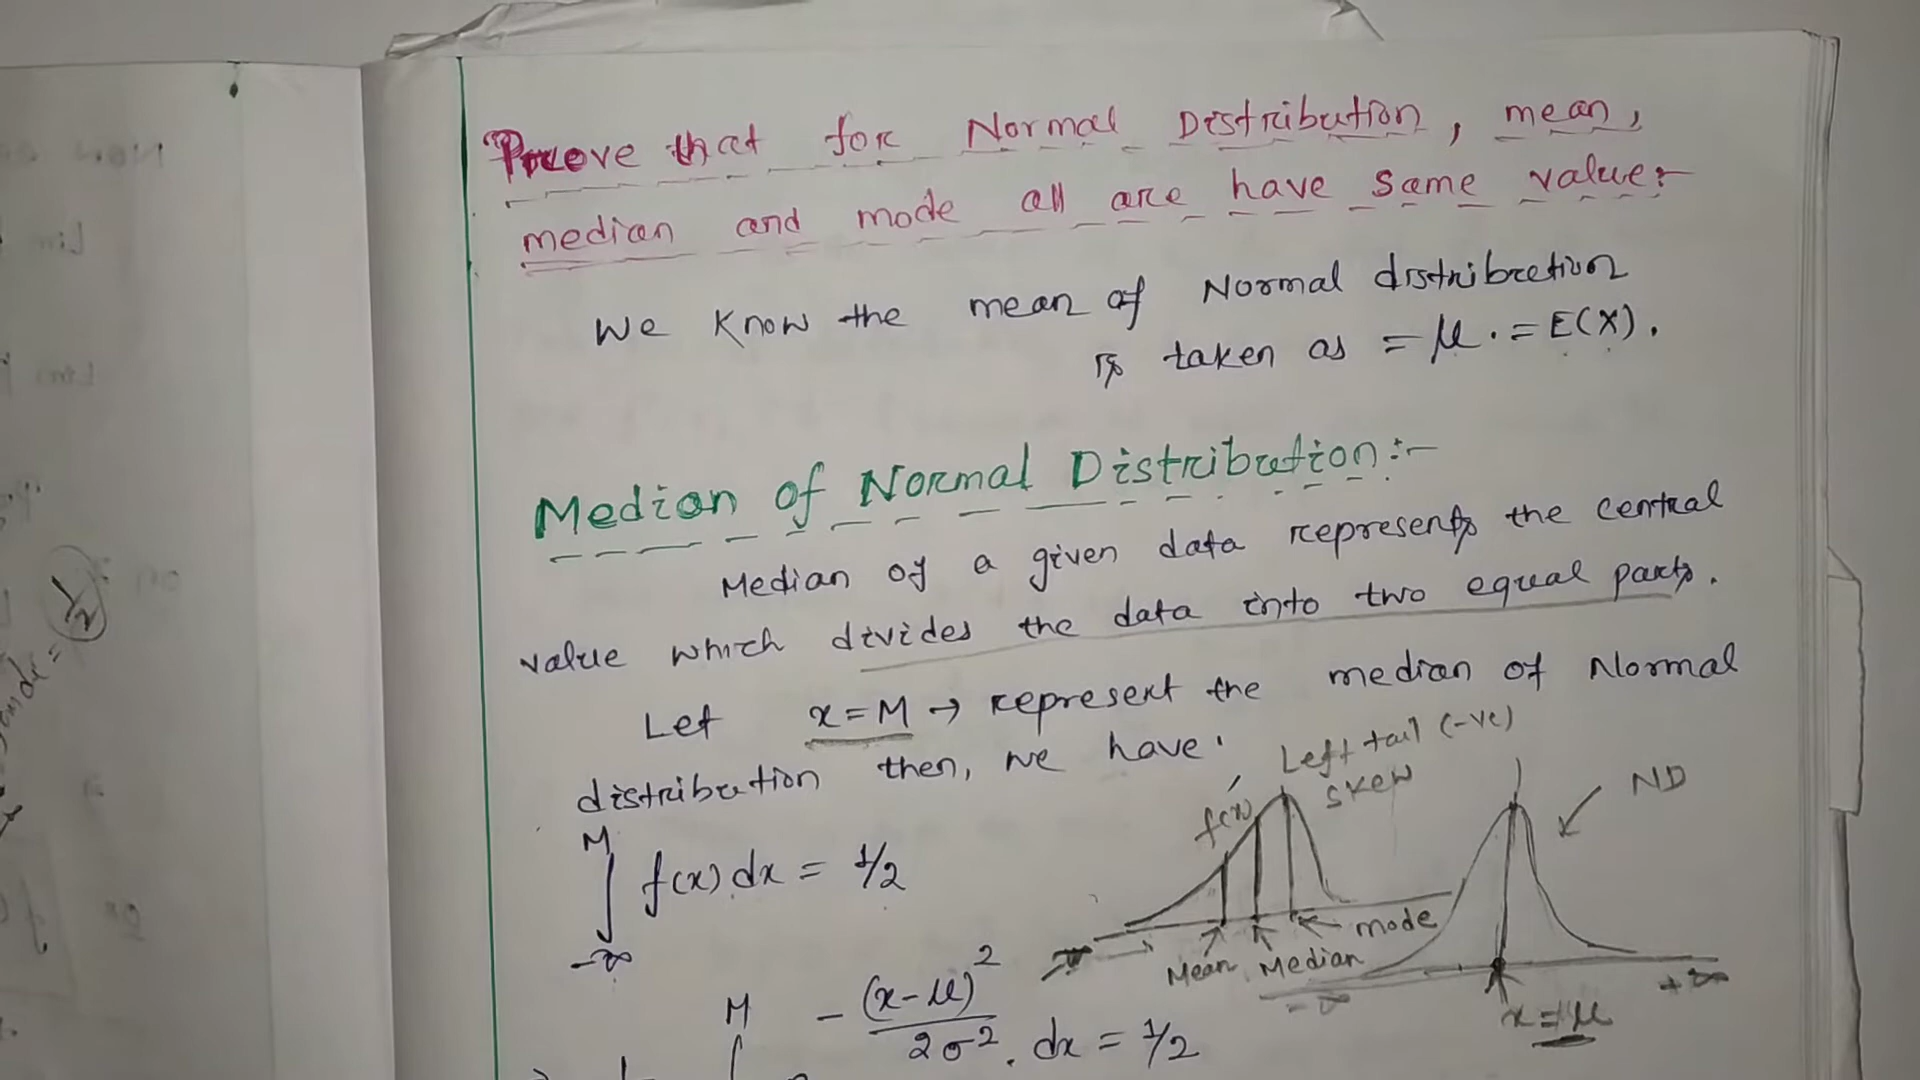 Prove that for Normal Distribution, mean,
median and mode all are have same value:-
We know the mean of Normal distribution
is taken as = μ. = E(X).
Median of Normal Distribution:-
Median of a given data represents the central
value which divides the data into two equal parts.
Let x=M → represent the median of Normal
distribution then, we have.
Left tail (-ve)
skew
ND
f(x)
M
∫ f(x) dx = 1/2
-∞
mode
Mean Median
-∞
+∞
x=μ
M
- (x-μ)²
2σ² . dx = 1/2